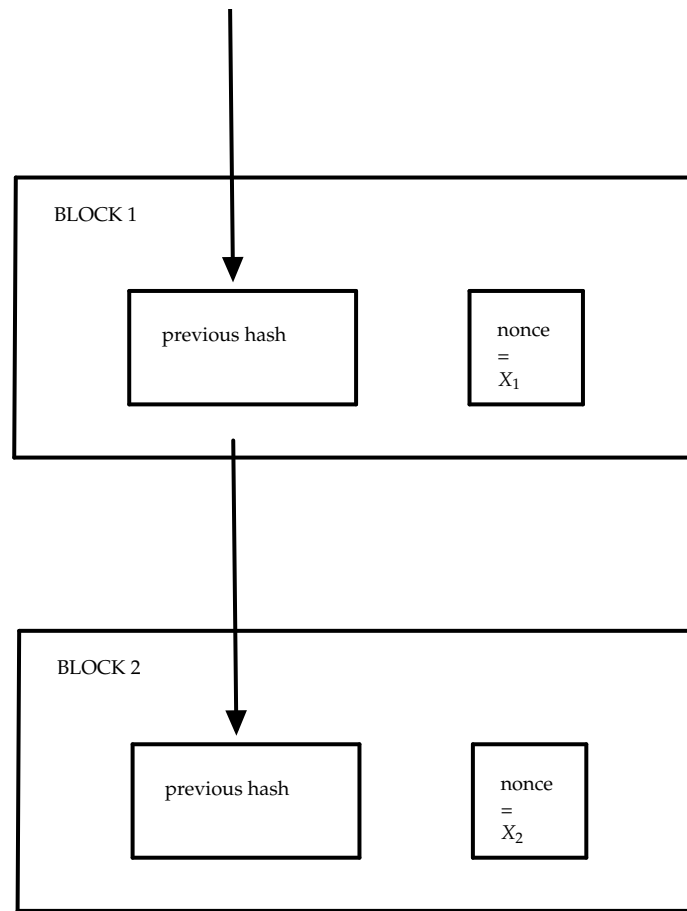 BLOCK 1
previous hash
nonce
=
X₁
BLOCK 2
previous hash
nonce
=
X₂